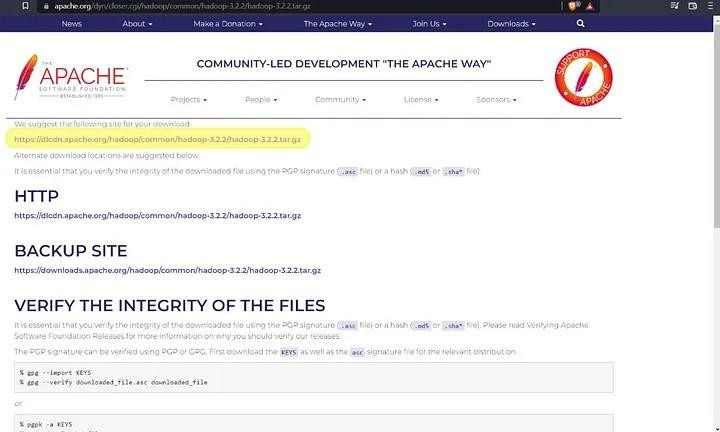 apache.org/dyn/closer.cgi/hadoop/common/hadoop-3.2.2/hadoop-3.2.2.tar.gz
News About Make a Donation The Apache Way Join Us Downloads
THE
APACHE®
SOFTWARE FOUNDATION
ESTABLISHED 1999
COMMUNITY-LED DEVELOPMENT "THE APACHE WAY"
SUPPORT
APACHE
Projects People Community License Sponsors
We suggest the following site for your download:
https://dlcdn.apache.org/hadoop/common/hadoop-3.2.2/hadoop-3.2.2.tar.gz
Alternate download locations are suggested below.
It is essential that you verify the integrity of the downloaded file using the PGP signature (.asc file) or a hash (.md5 or .sha* file).
HTTP
https://dlcdn.apache.org/hadoop/common/hadoop-3.2.2/hadoop-3.2.2.tar.gz
BACKUP SITE
https://downloads.apache.org/hadoop/common/hadoop-3.2.2/hadoop-3.2.2.tar.gz
VERIFY THE INTEGRITY OF THE FILES
It is essential that you verify the integrity of the downloaded file using the PGP signature (.asc file) or a hash (.md5 or .sha* file). Please read Verifying Apache
Software Foundation Releases for more information on why you should verify our releases.
The PGP signature can be verified using PGP or GPG. First download the KEYS as well as the asc signature file for the relevant distribution.
% gpg --import KEYS
% gpg --verify downloaded_file.asc downloaded_file
or
% pgpk -a KEYS